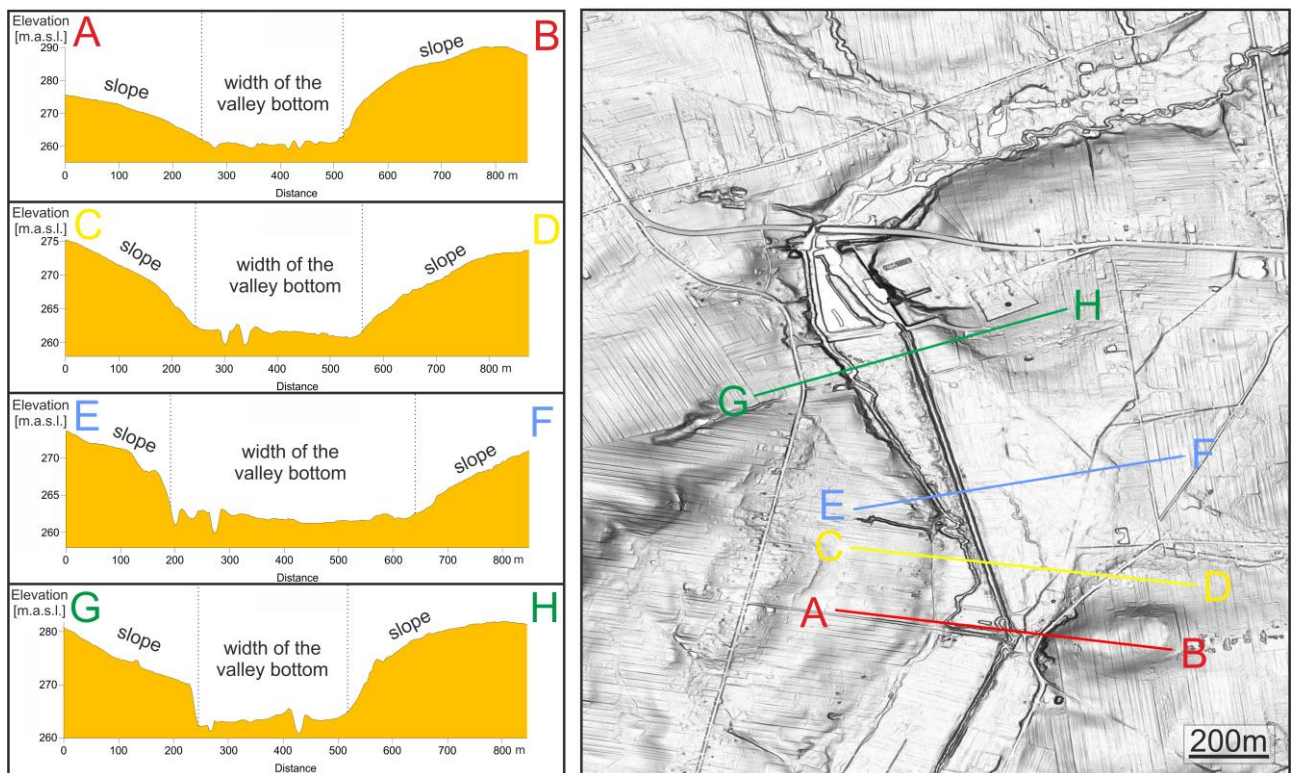 Elevation
[m.a.s.l.]
A
B
290
280
270
260
slope
width of the
valley bottom
slope
0 100 200 300 400 500 600 700 800 m
Distance
Elevation
[m.a.s.l.]
C
D
275
270
265
260
slope
width of the
valley bottom
slope
0 100 200 300 400 500 600 700 800 m
Distance
Elevation
[m.a.s.l.]
E
F
270
265
260
slope
width of the
valley bottom
slope
0 100 200 300 400 500 600 700 800 m
Distance
Elevation
[m.a.s.l.]
G
H
280
270
260
slope
width of the
valley bottom
slope
0 100 200 300 400 500 600 700 800 m
Distance
H
G
F
E
C
D
A
B
200m